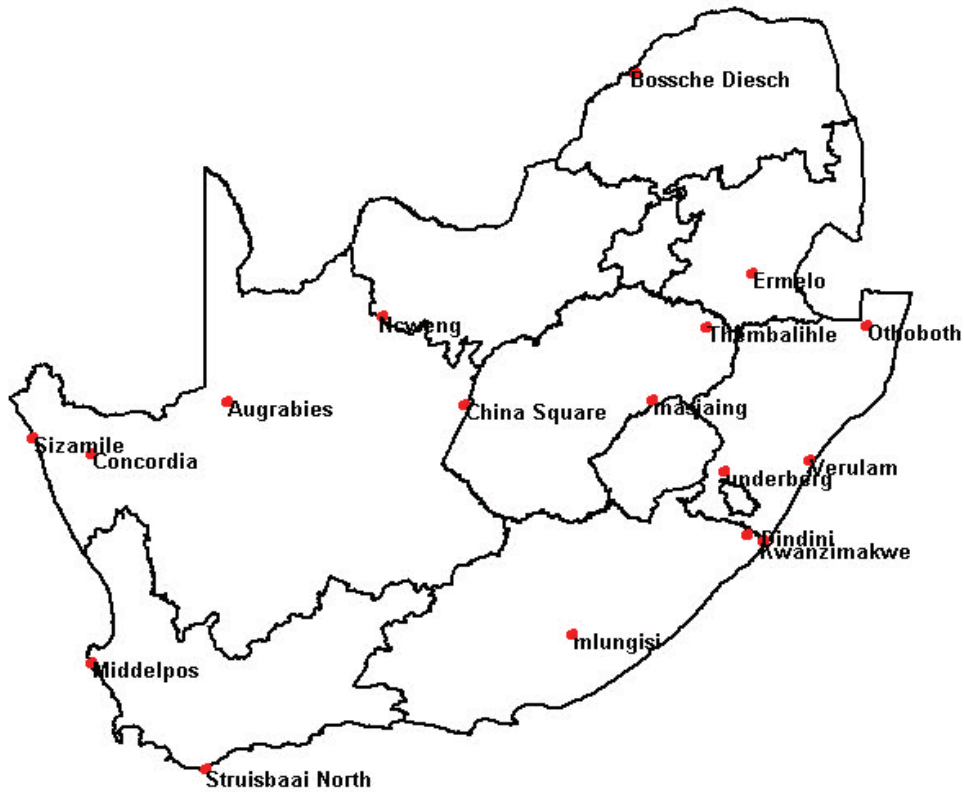 Bossche Diesch
Ermelo
Ncweng
Thembalihle
Othoboth
Augrabies
China Square
masjaing
Sizamile
Concordia
Verulam
underberg
Dindini
Kwanzimakwe
mlungisi
Middelpos
Struisbaai North